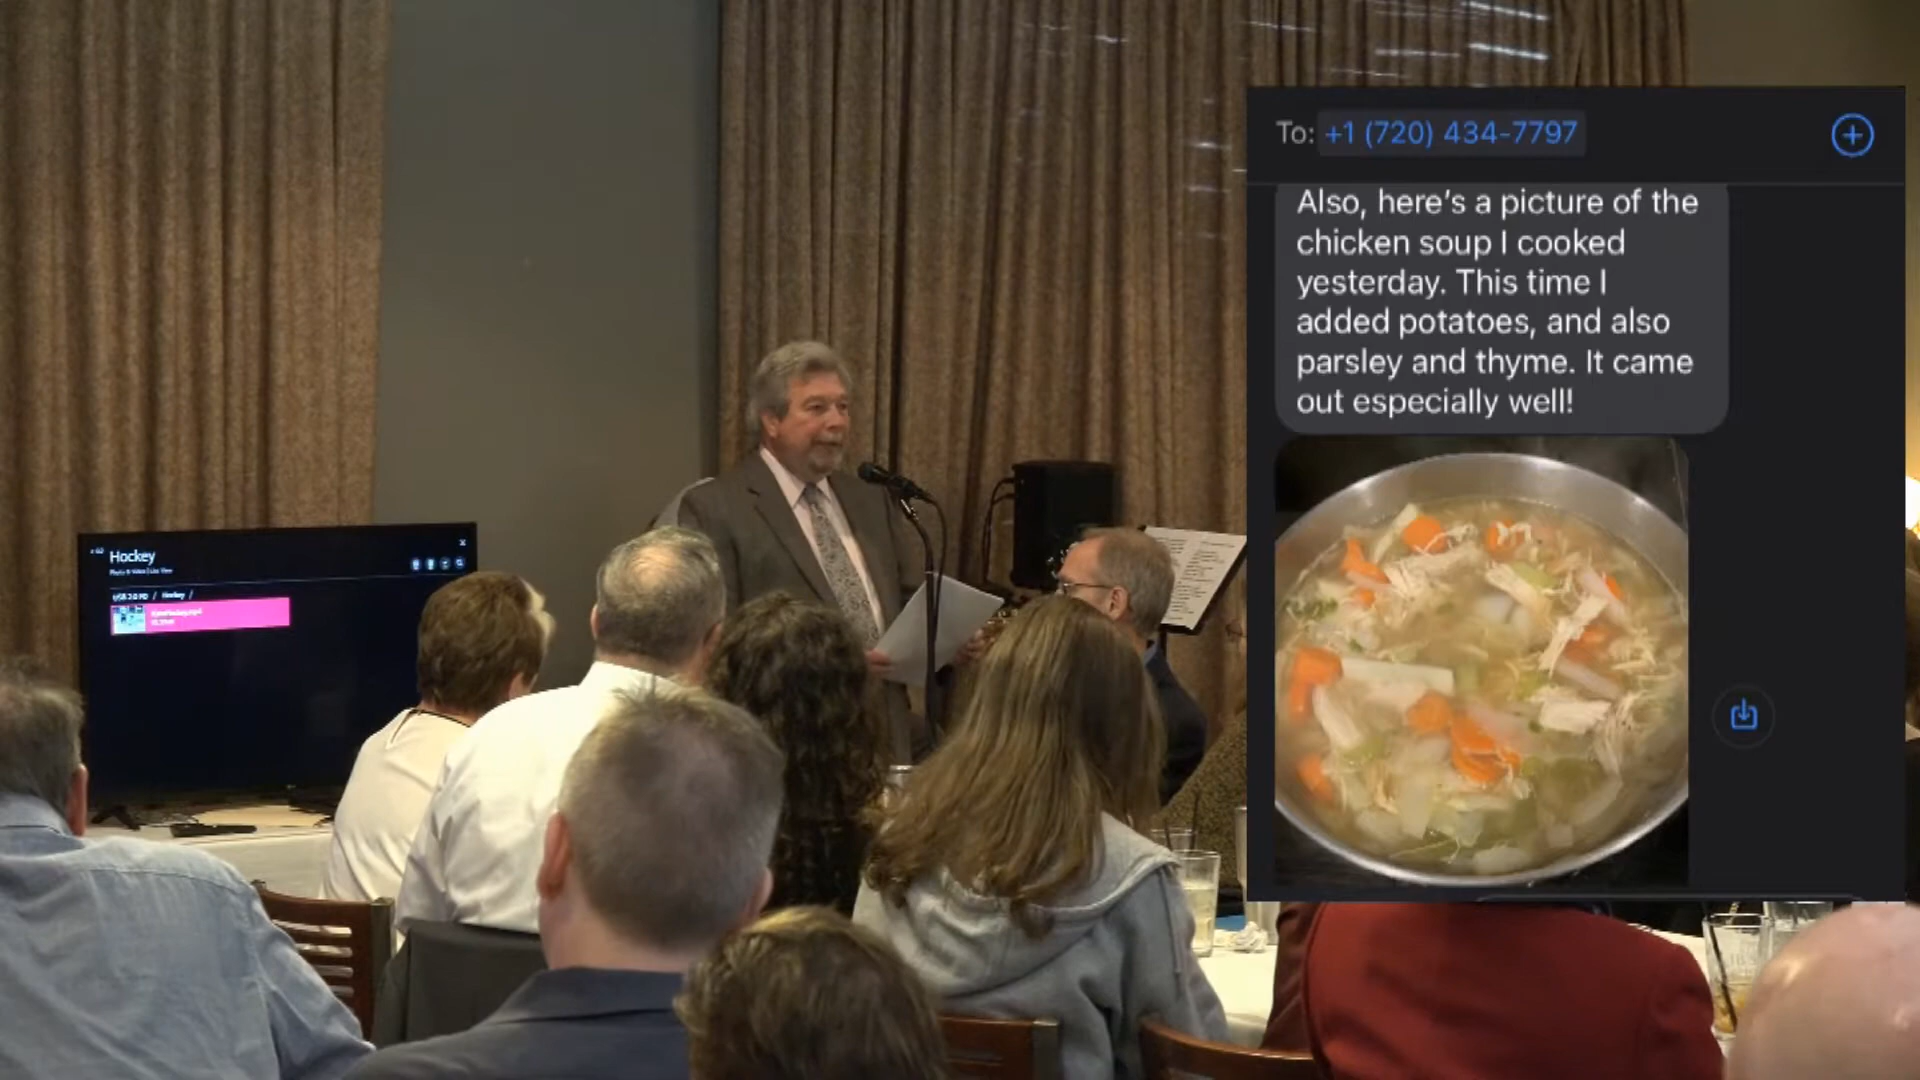 Hockey
Hockey /
To: +1 (720) 434-7797
Also, here's a picture of the
chicken soup I cooked
yesterday. This time I
added potatoes, and also
parsley and thyme. It came
out especially well!